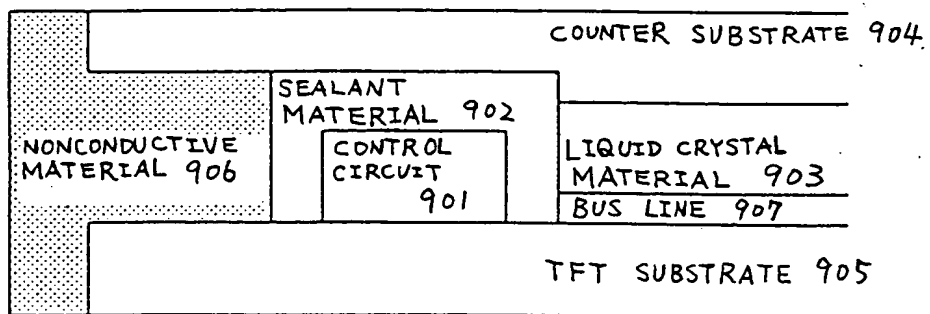 COUNTER SUBSTRATE 904
SEALANT
MATERIAL 902
NONCONDUCTIVE
MATERIAL 906
CONTROL
CIRCUIT
901
LIQUID CRYSTAL
MATERIAL 903
BUS LINE 907
TFT SUBSTRATE 905